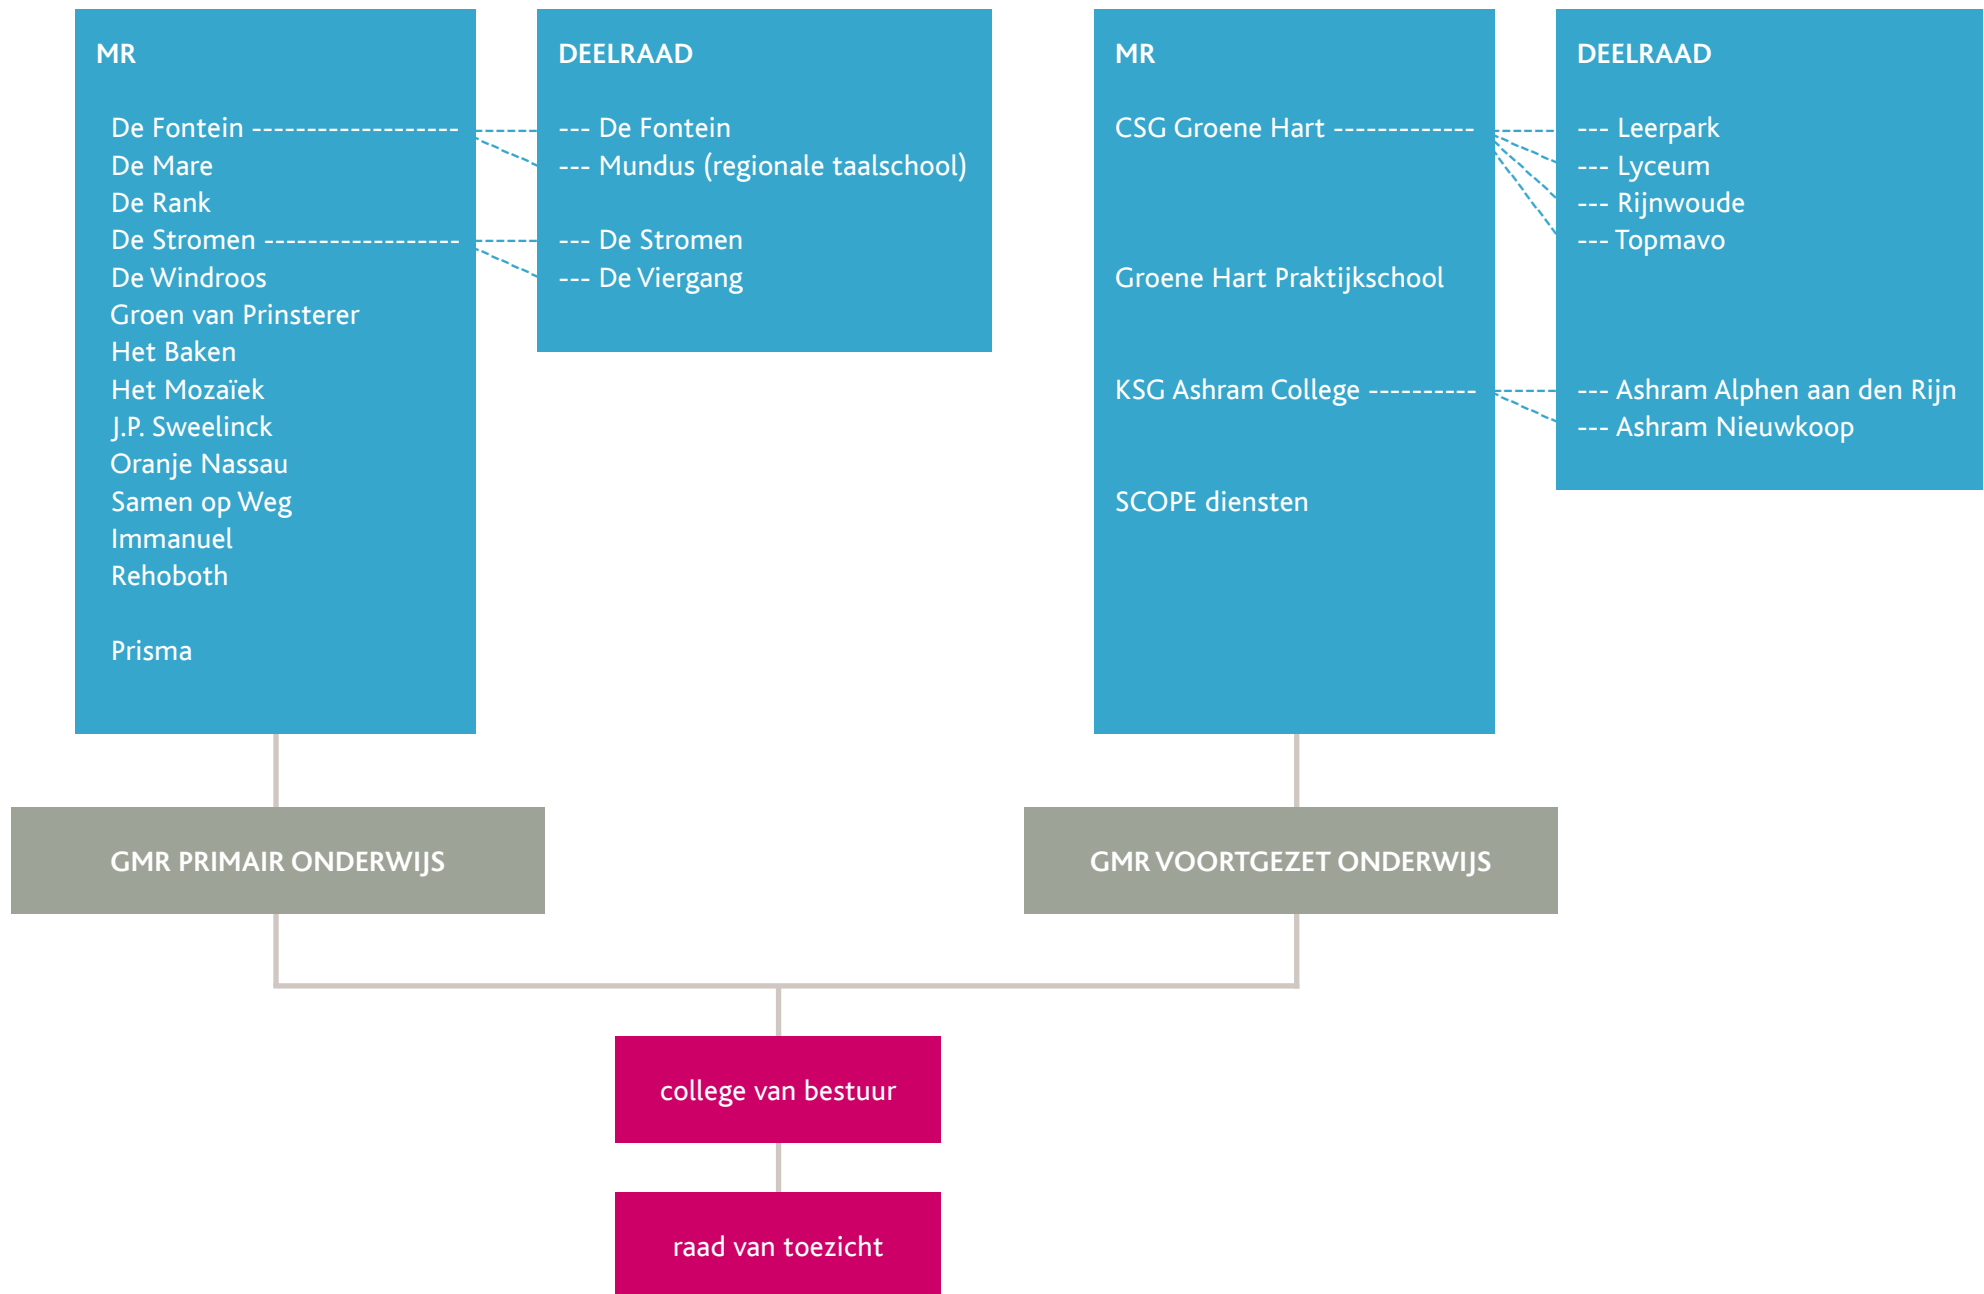 MR
De Fontein -------------------
De Mare
De Rank
De Stromen ------------------
De Windroos
Groen van Prinsterer
Het Baken
Het Mozaïek
J.P. Sweelinck
Oranje Nassau
Samen op Weg
Immanuel
Rehoboth
Prisma
DEELRAAD
--- De Fontein
--- Mundus (regionale taalschool)
--- De Stromen
--- De Viergang
MR
CSG Groene Hart -------------
Groene Hart Praktijkschool
KSG Ashram College ----------
SCOPE diensten
DEELRAAD
--- Leerpark
--- Lyceum
--- Rijnwoude
--- Topmavo
--- Ashram Alphen aan den Rijn
--- Ashram Nieuwkoop
GMR PRIMAIR ONDERWIJS
GMR VOORTGEZET ONDERWIJS
college van bestuur
raad van toezicht